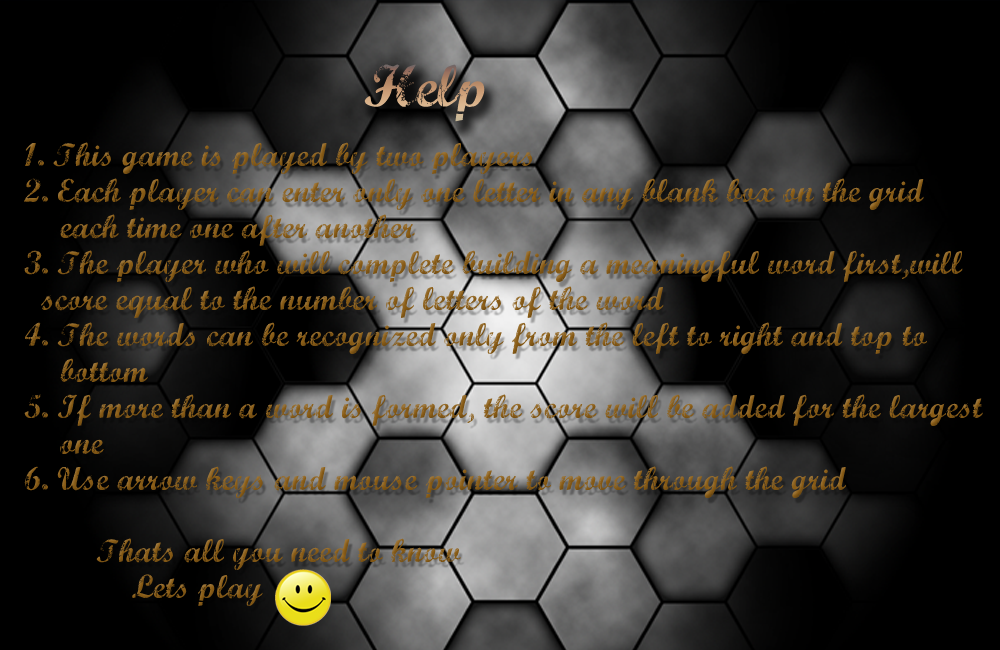 Help
1. This game is played by two players
2. Each player can enter only one letter in any blank box on the grid
each time one after another
3. The player who will complete building a meaningful word first,will
score equal to the number of letters of the word
4. The words can be recognized only from the left to right and top to
bottom
5. If more than a word is formed, the score will be added for the largest
one
6. Use arrow keys and mouse pointer to move through the grid
Thats all you need to know
.Lets play